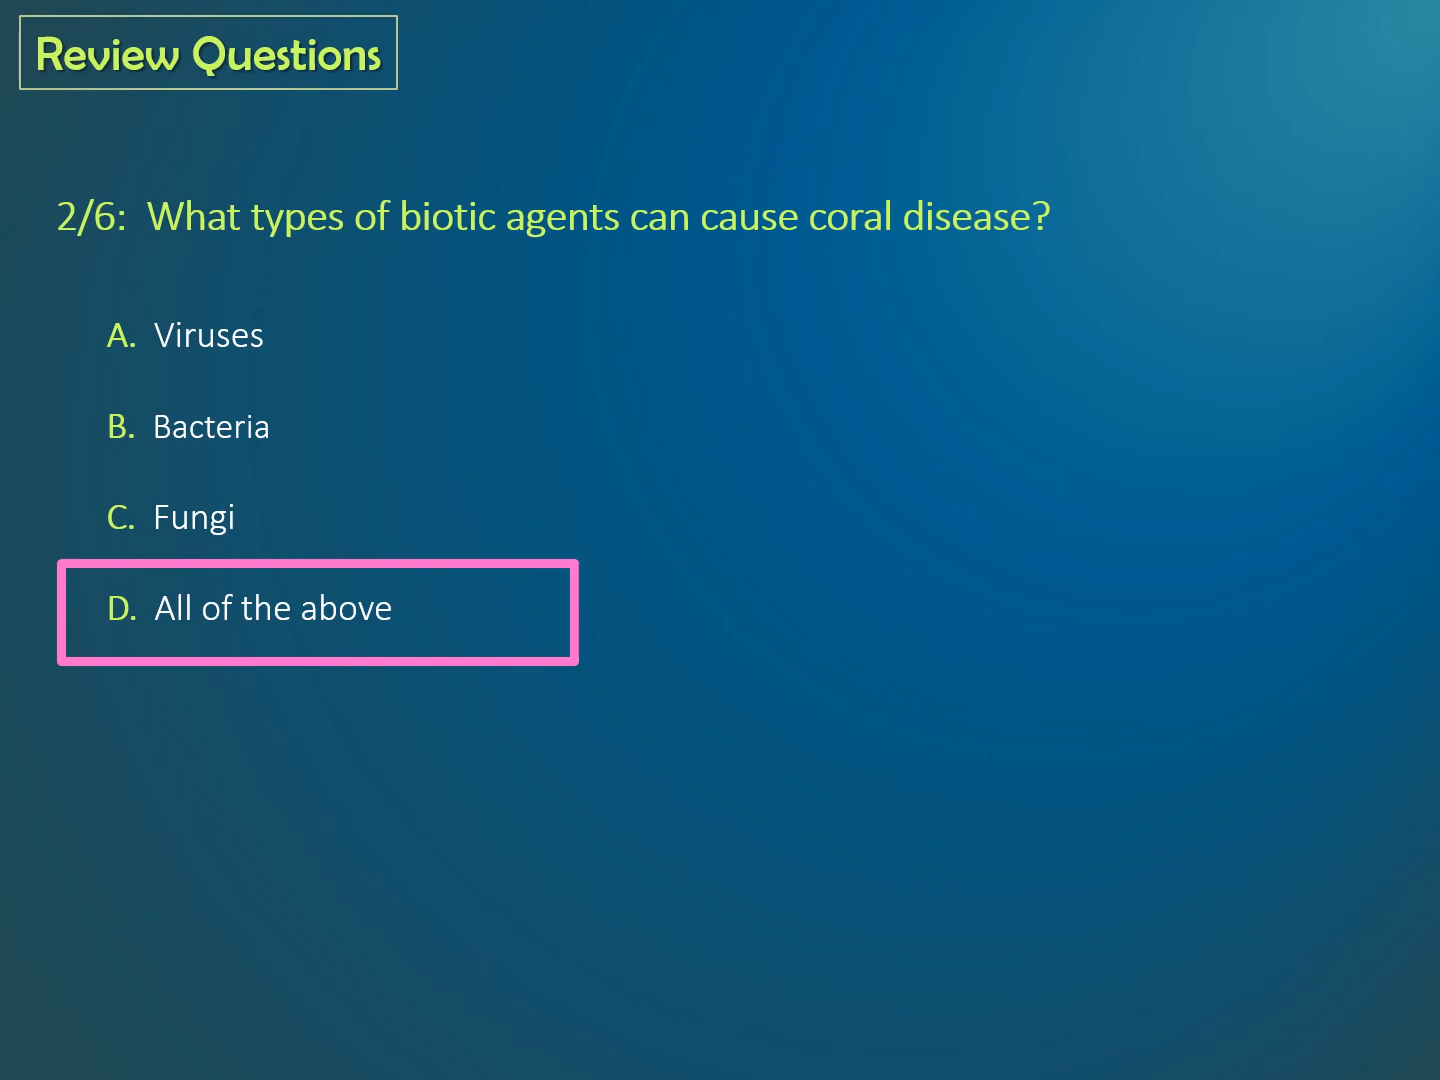 Review Questions
2/6: What types of biotic agents can cause coral disease?
A. Viruses
B. Bacteria
C. Fungi
D. All of the above